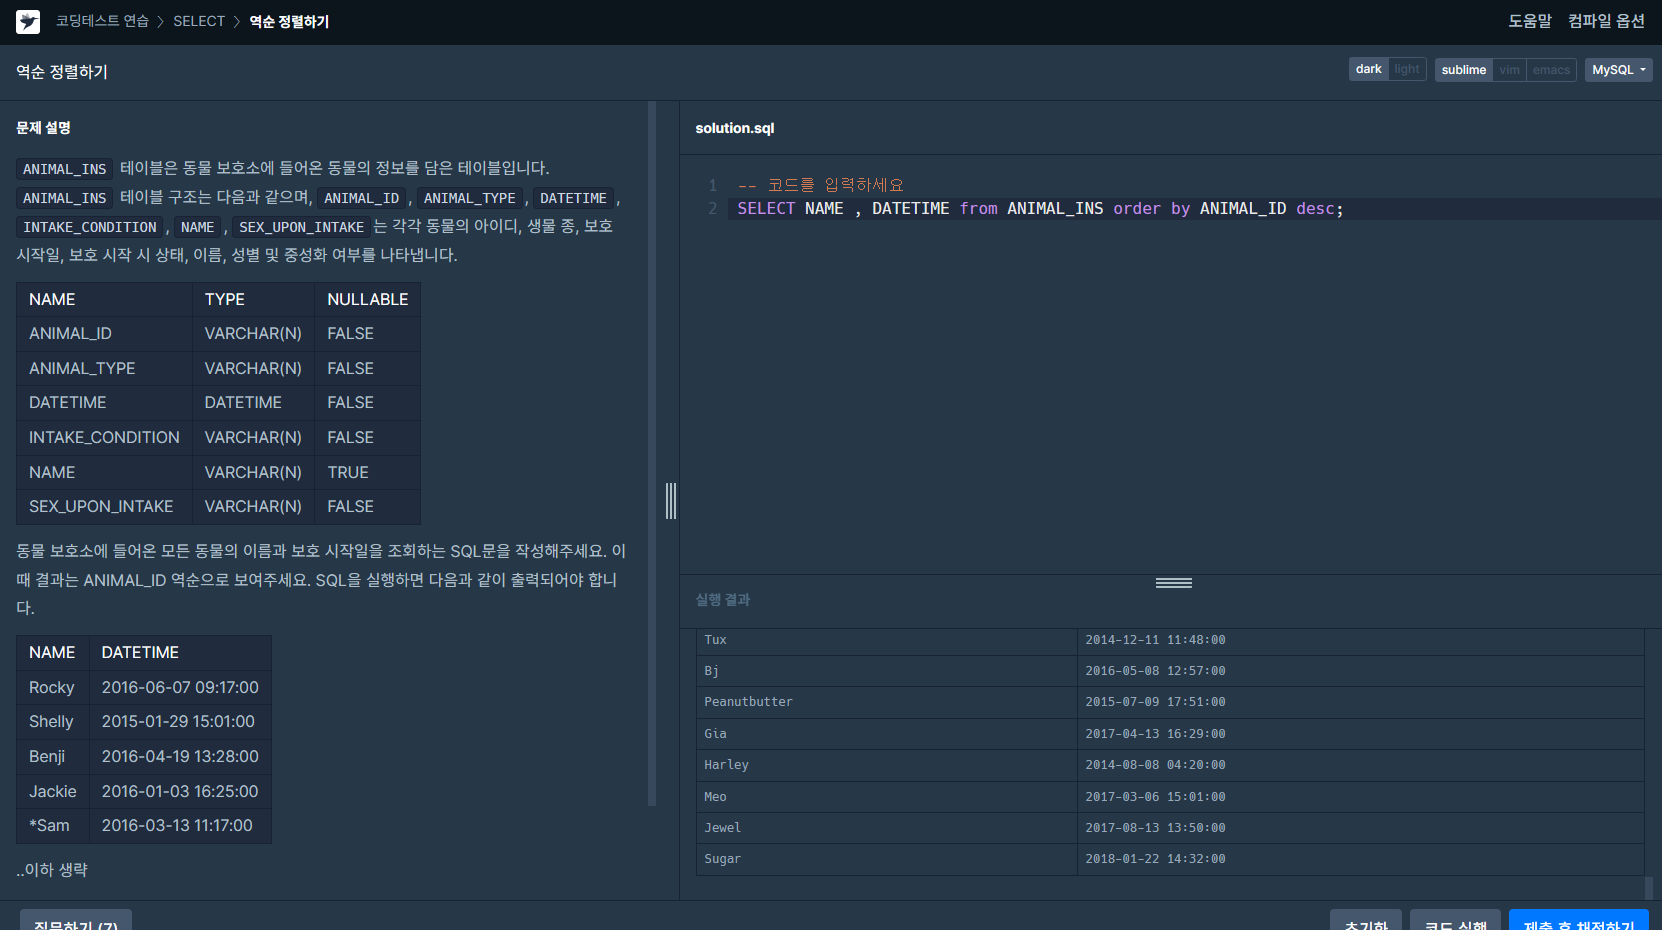 코딩테스트 연습 > SELECT > 역순 정렬하기
도움말 컴파일 옵션
역순 정렬하기
dark light sublime vim emacs MySQL
문제 설명
ANIMAL_INS 테이블은 동물 보호소에 들어온 동물의 정보를 담은 테이블입니다.
ANIMAL_INS 테이블 구조는 다음과 같으며, ANIMAL_ID , ANIMAL_TYPE , DATETIME ,
INTAKE_CONDITION , NAME , SEX_UPON_INTAKE 는 각각 동물의 아이디, 생물 종, 보호
시작일, 보호 시작 시 상태, 이름, 성별 및 중성화 여부를 나타냅니다.
NAME TYPE NULLABLE
ANIMAL_ID VARCHAR(N) FALSE
ANIMAL_TYPE VARCHAR(N) FALSE
DATETIME DATETIME FALSE
INTAKE_CONDITION VARCHAR(N) FALSE
NAME VARCHAR(N) TRUE
SEX_UPON_INTAKE VARCHAR(N) FALSE
동물 보호소에 들어온 모든 동물의 이름과 보호 시작일을 조회하는 SQL문을 작성해주세요. 이
때 결과는 ANIMAL_ID 역순으로 보여주세요. SQL을 실행하면 다음과 같이 출력되어야 합니
다.
NAME DATETIME
Rocky 2016-06-07 09:17:00
Shelly 2015-01-29 15:01:00
Benji 2016-04-19 13:28:00
Jackie 2016-01-03 16:25:00
*Sam 2016-03-13 11:17:00
..이하 생략
solution.sql
1 -- 코드를 입력하세요
2 SELECT NAME , DATETIME from ANIMAL_INS order by ANIMAL_ID desc;
실행 결과
Tux 2014-12-11 11:48:00
Bj 2016-05-08 12:57:00
Peanutbutter 2015-07-09 17:51:00
Gia 2017-04-13 16:29:00
Harley 2014-08-08 04:20:00
Meo 2017-03-06 15:01:00
Jewel 2017-08-13 13:50:00
Sugar 2018-01-22 14:32:00
질문하기 (7)
초기화 코드 실행 제출 후 채점하기